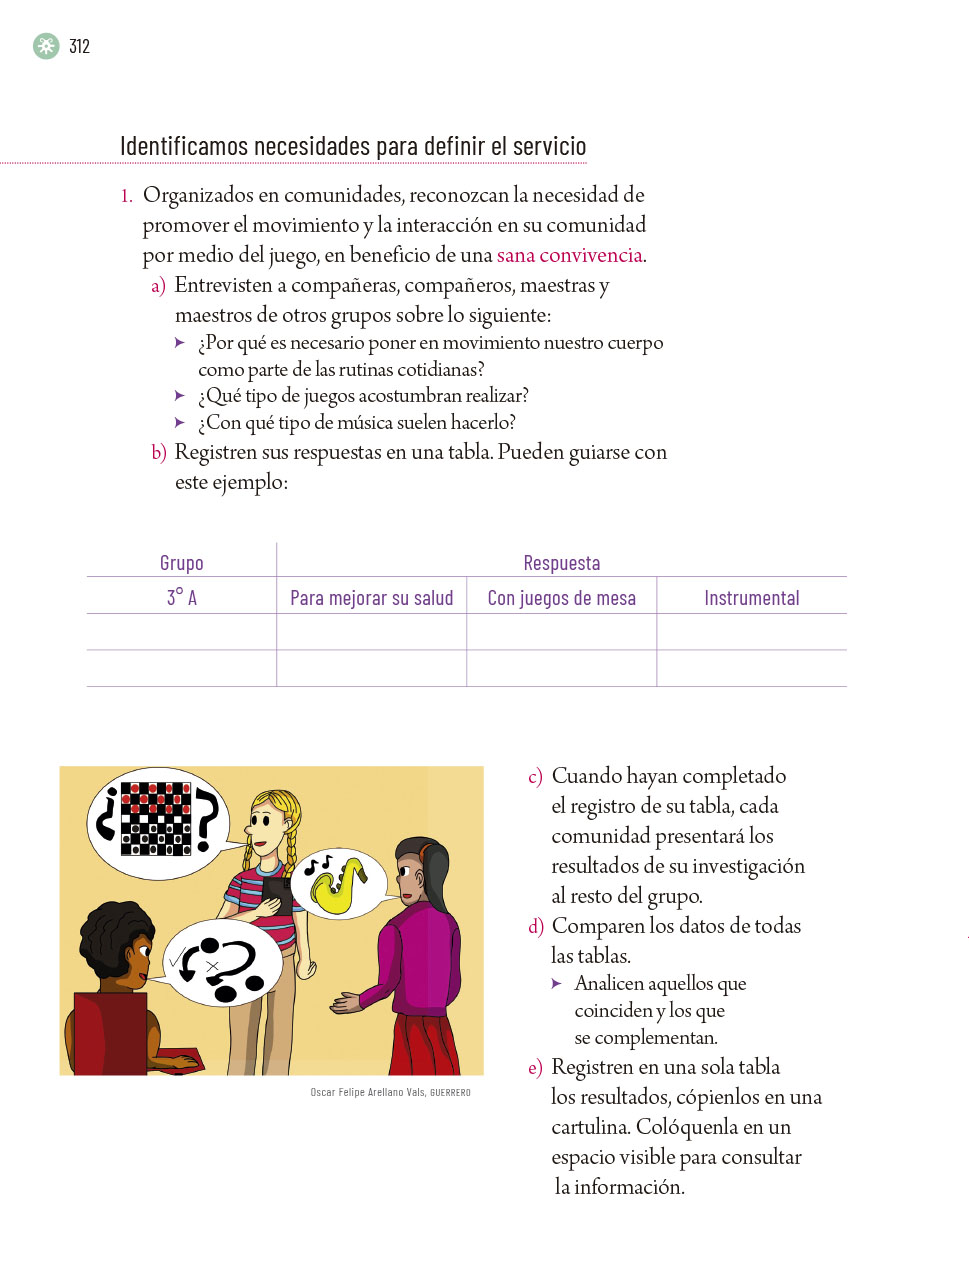 312
Identificamos necesidades para definir el servicio
1. Organizados en comunidades, reconozcan la necesidad de
promover el movimiento y la interacción en su comunidad
por medio del juego, en beneficio de una sana convivencia.
a) Entrevisten a compañeras, compañeros, maestras y
maestros de otros grupos sobre lo siguiente:
➤ ¿Por qué es necesario poner en movimiento nuestro cuerpo
como parte de las rutinas cotidianas?
➤ ¿Qué tipo de juegos acostumbran realizar?
➤ ¿Con qué tipo de música suelen hacerlo?
b) Registren sus respuestas en una tabla. Pueden guiarse con
este ejemplo:
Grupo Respuesta
3° A Para mejorar su salud Con juegos de mesa Instrumental
¿ ?
Oscar Felipe Arellano Vals, GUERRERO
c) Cuando hayan completado
el registro de su tabla, cada
comunidad presentará los
resultados de su investigación
al resto del grupo.
d) Comparen los datos de todas
las tablas.
➤ Analicen aquellos que
coinciden y los que
se complementan.
e) Registren en una sola tabla
los resultados, cópienlos en una
cartulina. Colóquenla en un
espacio visible para consultar
la información.